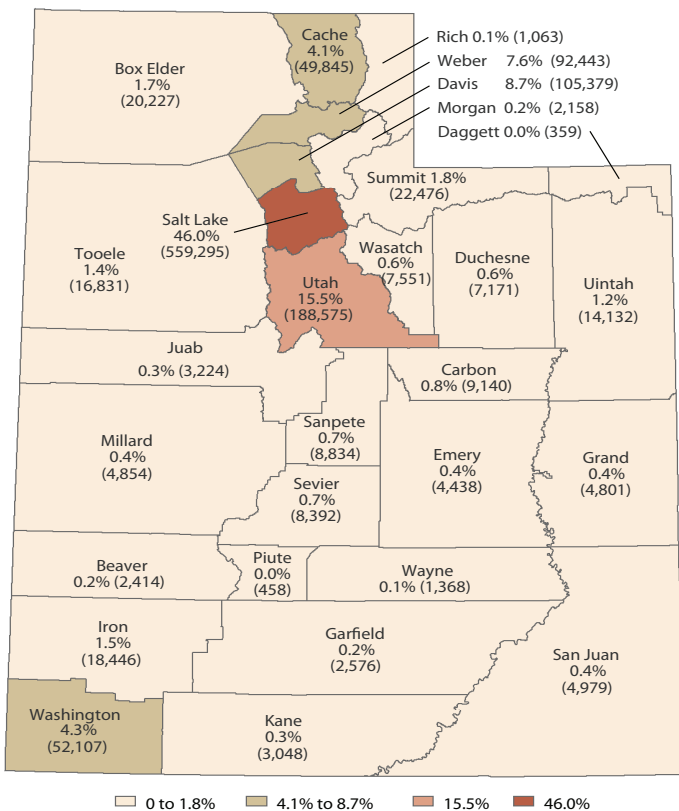 Cache
4.1%
(49,845)
Rich 0.1% (1,063)
Weber 7.6% (92,443)
Davis 8.7% (105,379)
Morgan 0.2% (2,158)
Daggett 0.0% (359)
Box Elder
1.7%
(20,227)
Summit 1.8%
(22,476)
Salt Lake
46.0%
(559,295)
Tooele
1.4%
(16,831)
Wasatch
0.6%
(7,551)
Duchesne
0.6%
(7,171)
Uintah
1.2%
(14,132)
Utah
15.5%
(188,575)
Juab
0.3% (3,224)
Carbon
0.8% (9,140)
Sanpete
0.7%
(8,834)
Millard
0.4%
(4,854)
Emery
0.4%
(4,438)
Grand
0.4%
(4,801)
Sevier
0.7%
(8,392)
Beaver
0.2% (2,414)
Piute
0.0%
(458)
Wayne
0.1% (1,368)
Iron
1.5%
(18,446)
Garfield
0.2%
(2,576)
San Juan
0.4%
(4,979)
Washington
4.3%
(52,107)
Kane
0.3%
(3,048)
0 to 1.8%
4.1% to 8.7%
15.5%
46.0%